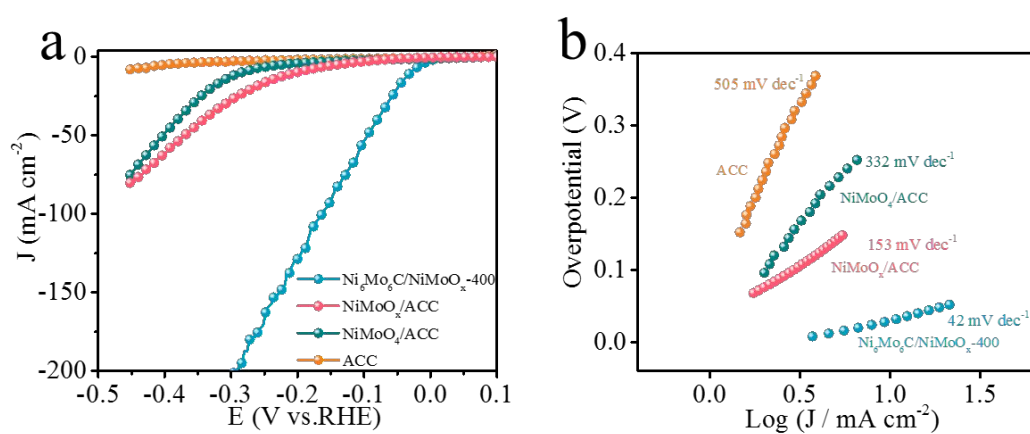 a
0
-50
-100
-150
-200
J (mA cm⁻²)
-0.5 -0.4 -0.3 -0.2 -0.1 0.0 0.1
E (V vs.RHE)
Ni₆Mo₆C/NiMoOₓ-400
NiMoOₓ/ACC
NiMoO₄/ACC
ACC
b
0.4
0.3
0.2
0.1
0.0
Overpotential (V)
0.0 0.5 1.0 1.5
Log (J / mA cm⁻²)
505 mV dec⁻¹
ACC
332 mV dec⁻¹
NiMoO₄/ACC
153 mV dec⁻¹
NiMoOₓ/ACC
42 mV dec⁻¹
Ni₆Mo₆C/NiMoOₓ-400